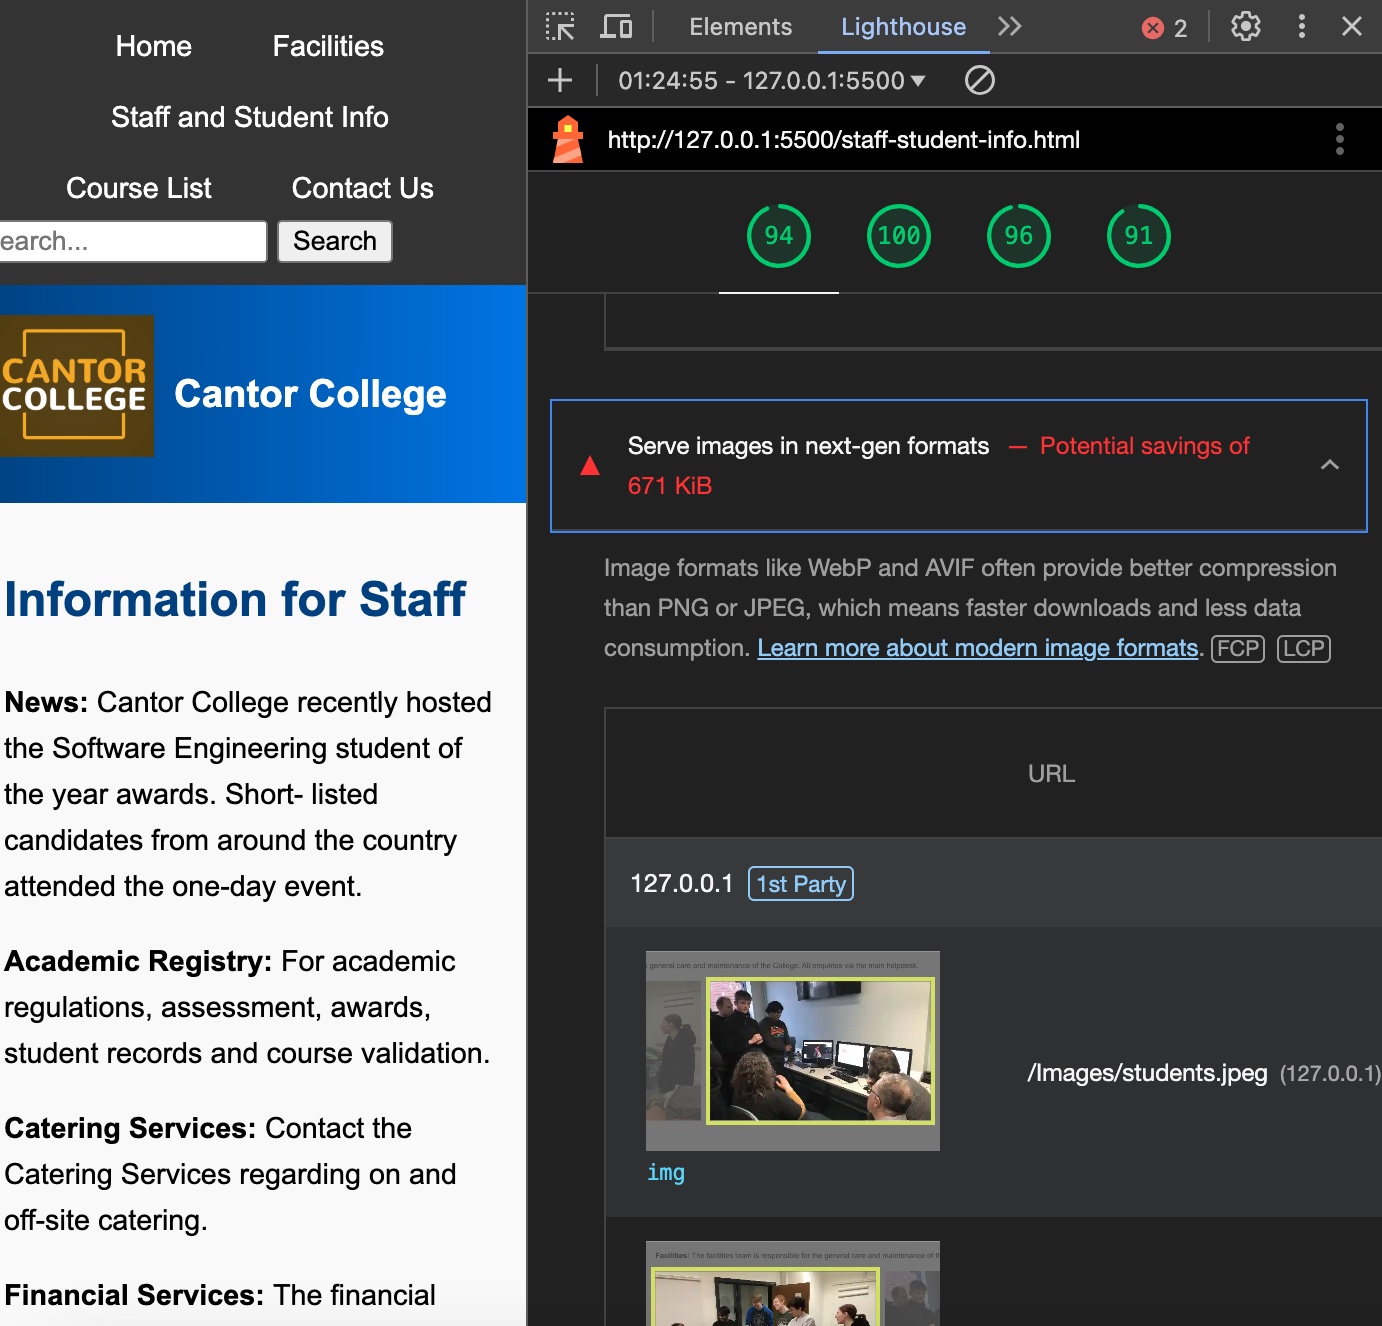 Home Facilities
Staff and Student Info
Course List Contact Us
earch... Search
CANTOR
COLLEGE
Cantor College
Information for Staff
News: Cantor College recently hosted
the Software Engineering student of
the year awards. Short- listed
candidates from around the country
attended the one-day event.
Academic Registry: For academic
regulations, assessment, awards,
student records and course validation.
Catering Services: Contact the
Catering Services regarding on and
off-site catering.
Financial Services: The financial
Elements Lighthouse 2
01:24:55 - 127.0.0.1:5500
http://127.0.0.1:5500/staff-student-info.html
94 100 96 91
Serve images in next-gen formats — Potential savings of
671 KiB
Image formats like WebP and AVIF often provide better compression
than PNG or JPEG, which means faster downloads and less data
consumption. Learn more about modern image formats. FCP LCP
URL
127.0.0.1 1st Party
general care and maintenance of the College. All enquiries via the main helpdesk.
/Images/students.jpeg (127.0.0.1)
img
Facilities: The facilities team is responsible for the general care and maintenance of